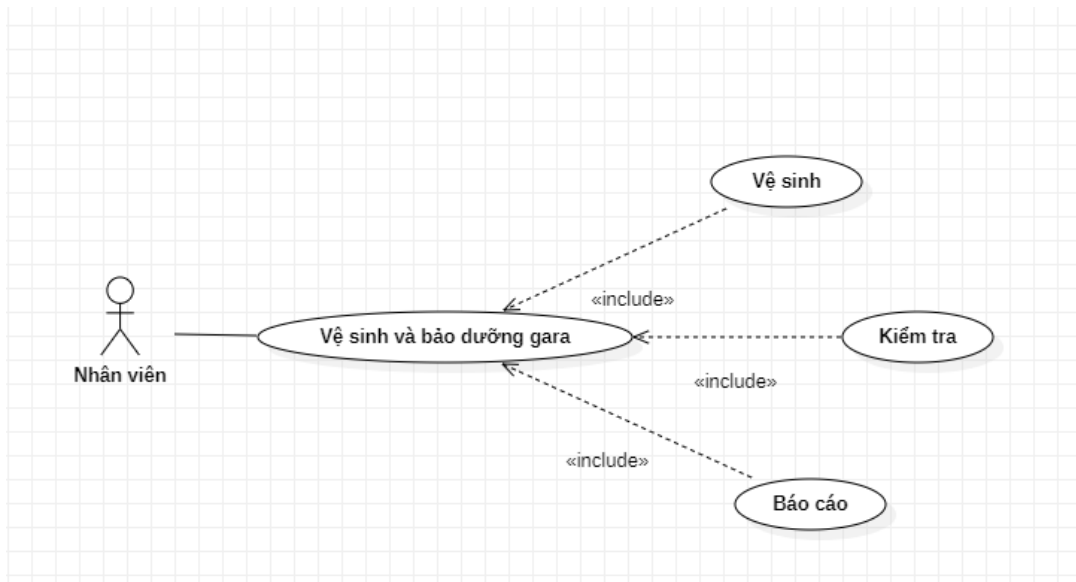 Vệ sinh
«include»
Vệ sinh và bảo dưỡng gara
Kiểm tra
Nhân viên
«include»
«include»
Báo cáo